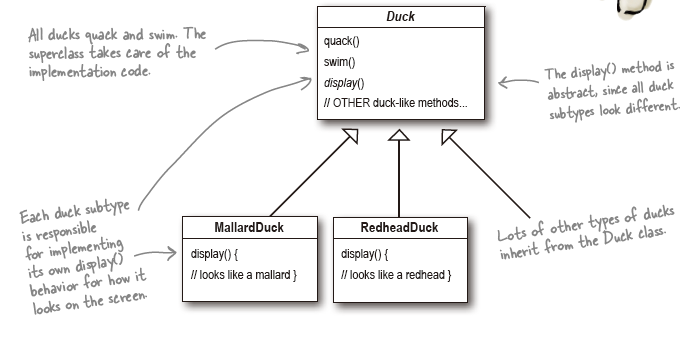 All ducks quack and swim. The
superclass takes care of the
implementation code.
Duck
quack()
swim()
display()
// OTHER duck-like methods...
The display() method is
abstract, since all duck
subtypes look different.
Each duck subtype
is responsible
for implementing
its own display()
behavior for how it
looks on the screen.
MallardDuck
display() {
// looks like a mallard }
RedheadDuck
display() {
// looks like a redhead }
Lots of other types of ducks
inherit from the Duck class.